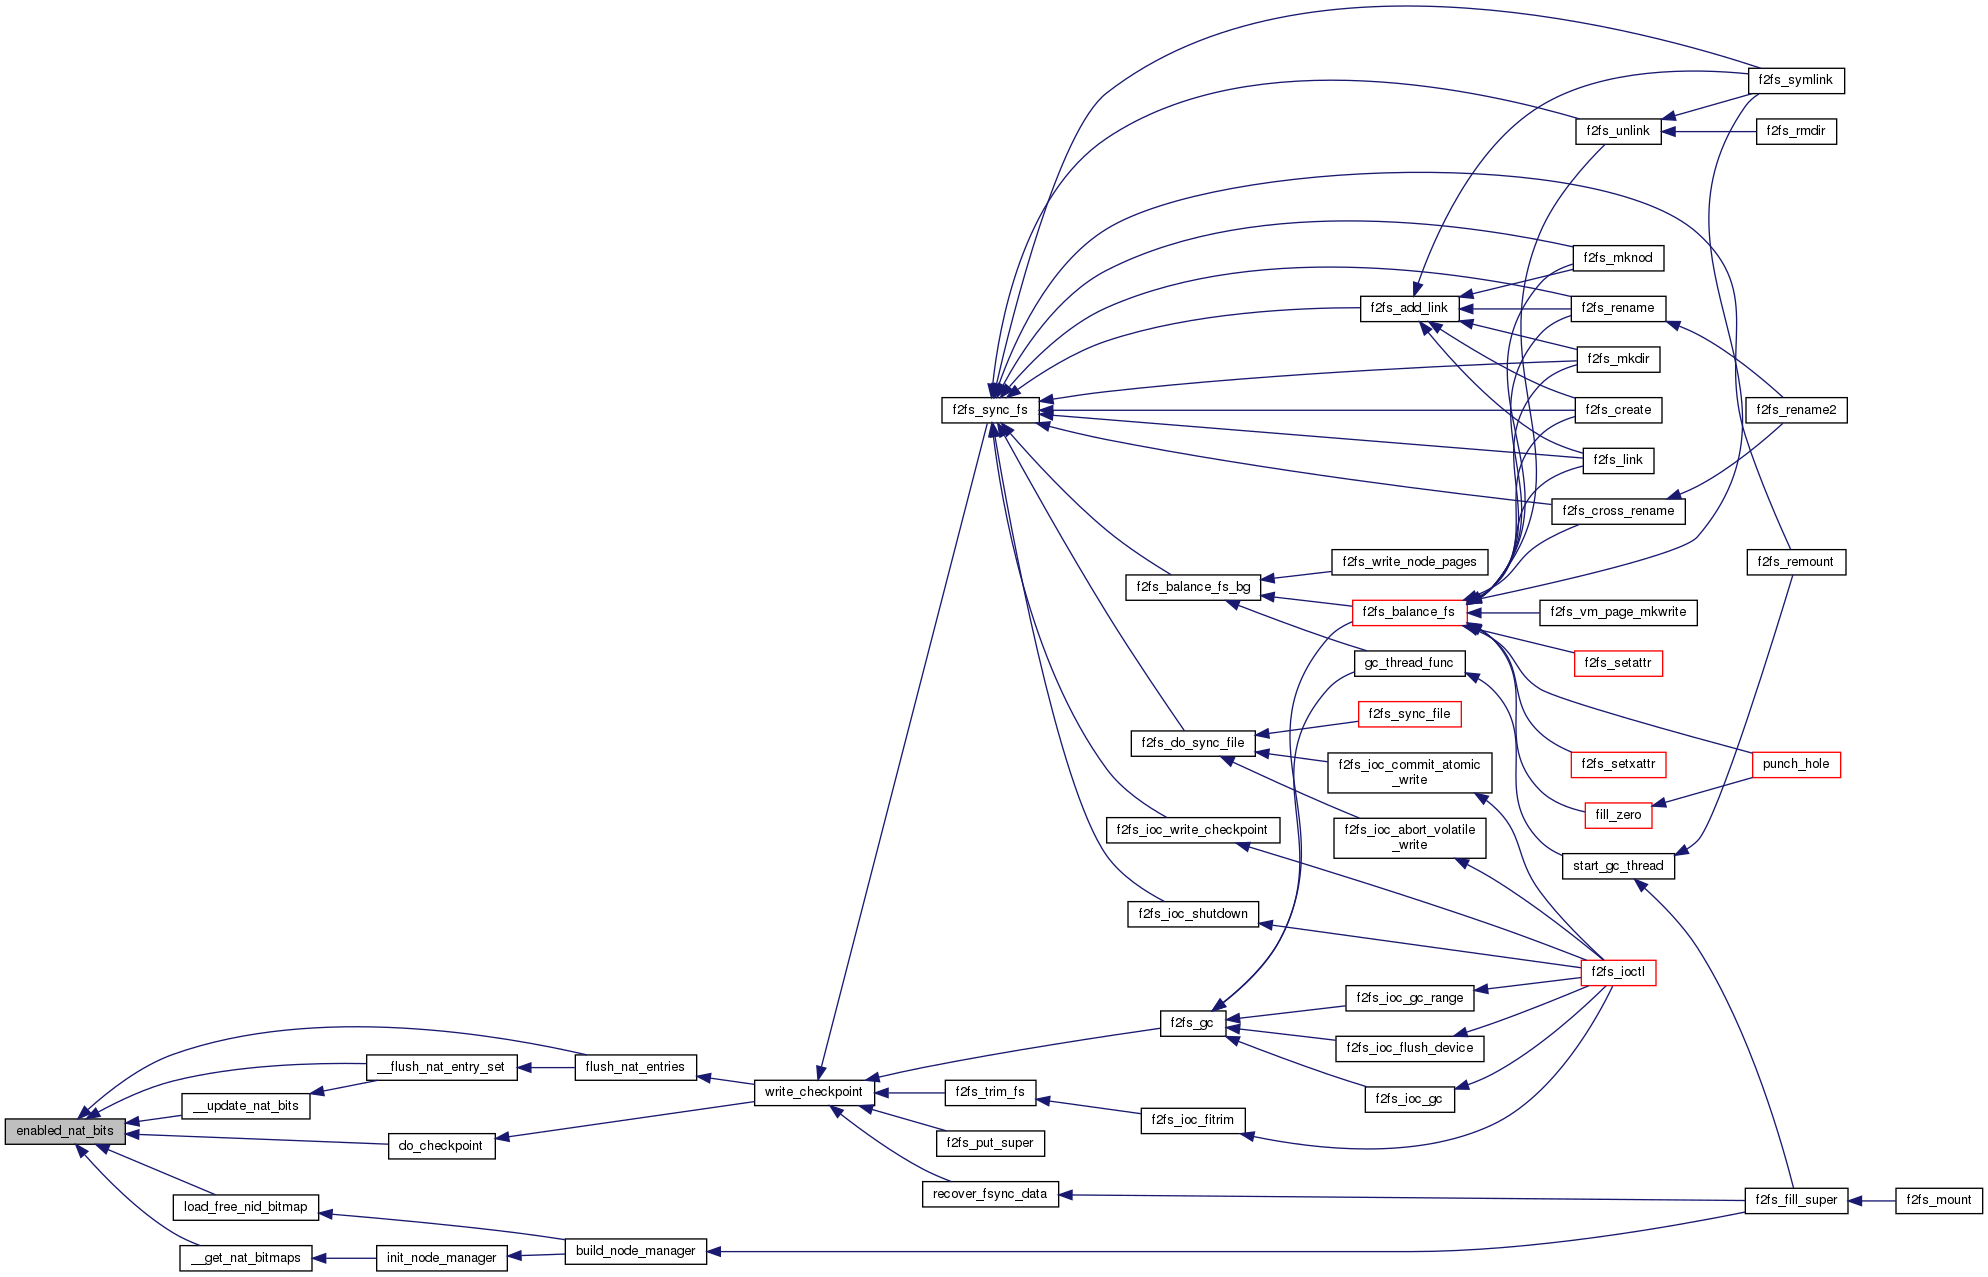 f2fs_symlink
f2fs_unlink
f2fs_rmdir
f2fs_mknod
f2fs_add_link
f2fs_rename
f2fs_mkdir
f2fs_sync_fs
f2fs_create
f2fs_rename2
f2fs_link
f2fs_cross_rename
f2fs_write_node_pages
f2fs_remount
f2fs_balance_fs_bg
f2fs_balance_fs
f2fs_vm_page_mkwrite
gc_thread_func
f2fs_setattr
f2fs_sync_file
f2fs_do_sync_file
f2fs_ioc_commit_atomic
_write
f2fs_setxattr
punch_hole
fill_zero
f2fs_ioc_write_checkpoint
f2fs_ioc_abort_volatile
_write
start_gc_thread
f2fs_ioc_shutdown
f2fs_ioctl
f2fs_ioc_gc_range
f2fs_gc
f2fs_ioc_flush_device
__flush_nat_entry_set
flush_nat_entries
write_checkpoint
f2fs_trim_fs
f2fs_ioc_gc
__update_nat_bits
f2fs_ioc_fitrim
enabled_nat_bits
do_checkpoint
f2fs_put_super
recover_fsync_data
load_free_nid_bitmap
f2fs_fill_super
f2fs_mount
__get_nat_bitmaps
init_node_manager
build_node_manager